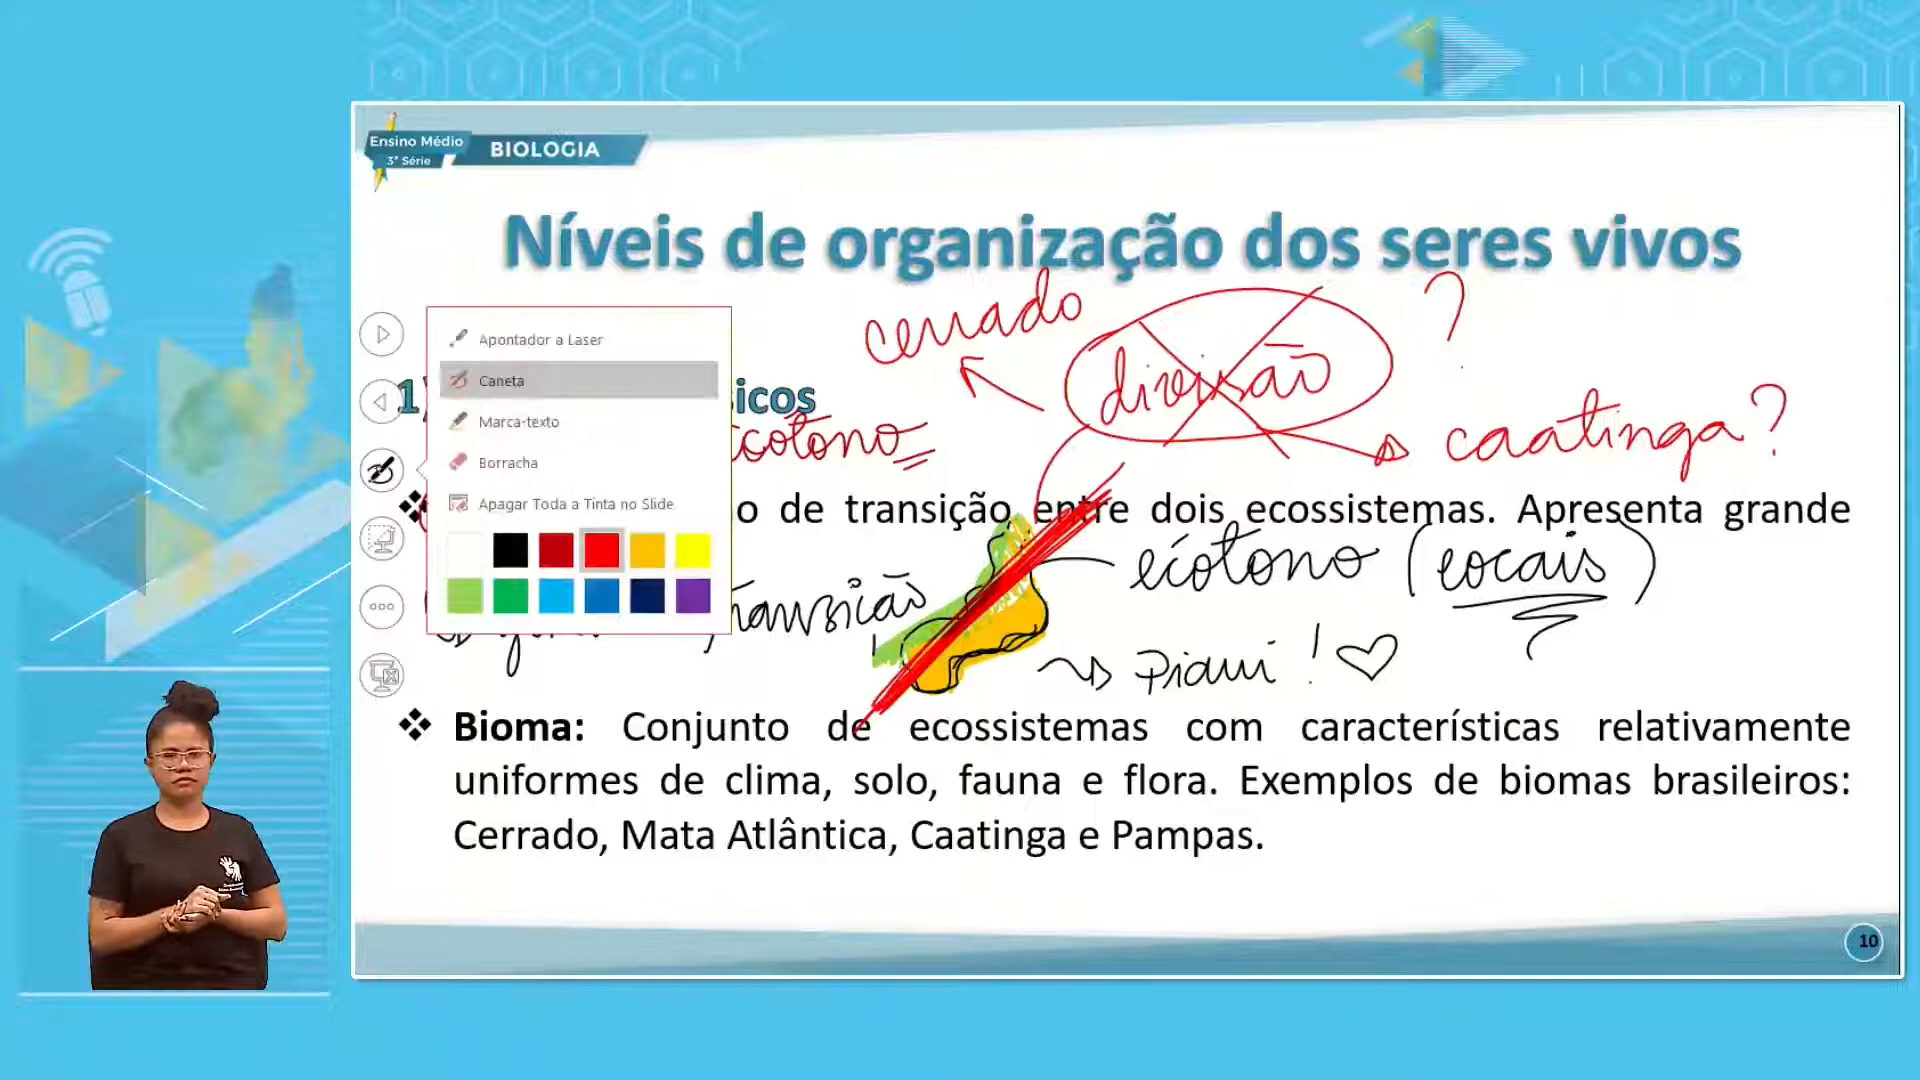 Ensino Médio
3ª Série
BIOLOGIA
Níveis de organização dos seres vivos
cerrado
divisão
?
Apontador a Laser
Caneta
1)
icos
Marca-texto
ecótono
caatinga?
Borracha
Apagar Toda a Tinta no Slide
o de transição entre dois ecossistemas. Apresenta grande
ecótono (cocais)
transição
Piauí!
❖ Bioma: Conjunto de ecossistemas com características relativamente
uniformes de clima, solo, fauna e flora. Exemplos de biomas brasileiros:
Cerrado, Mata Atlântica, Caatinga e Pampas.
10